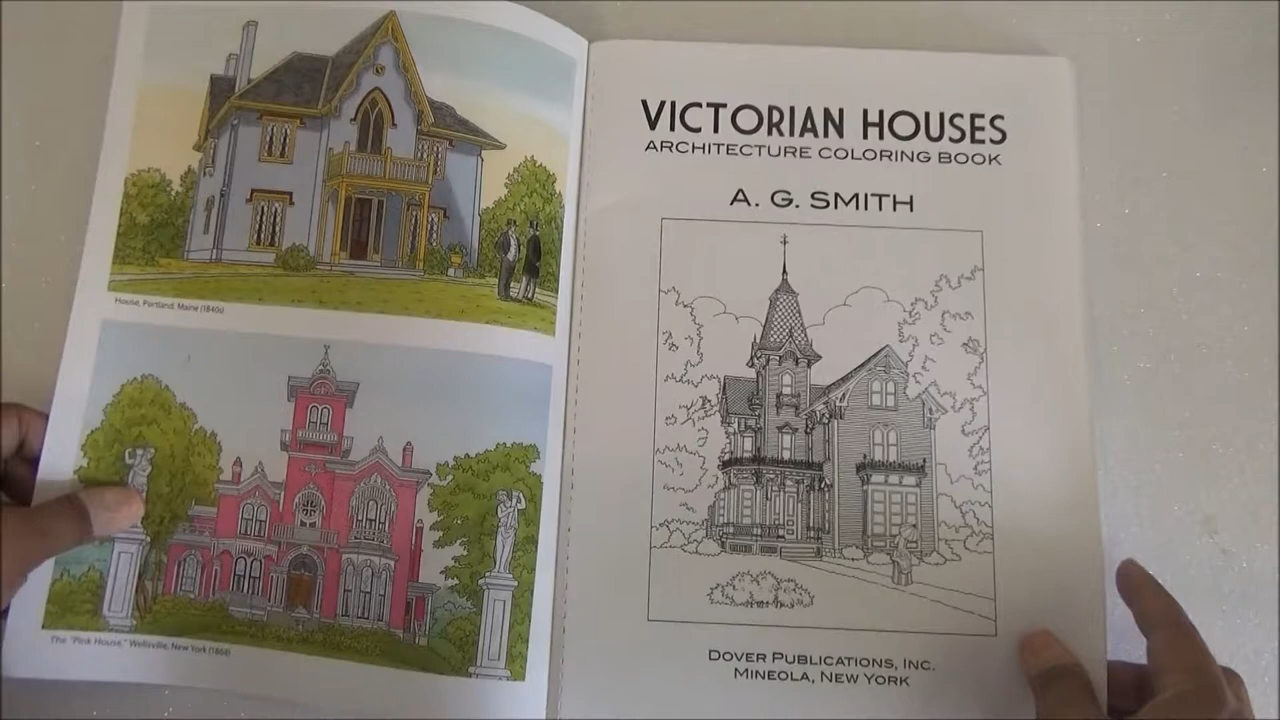 House, Portland, Maine (1840s)
The "Pink House," Wellsville, New York (1868)
VICTORIAN HOUSES
ARCHITECTURE COLORING BOOK
A. G. SMITH
DOVER PUBLICATIONS, INC.
MINEOLA, NEW YORK